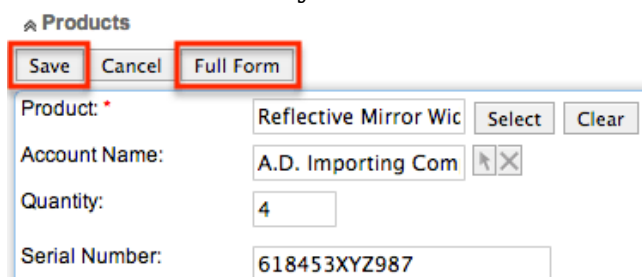 Products
Save Cancel Full Form
Product: * Reflective Mirror Wic Select Clear
Account Name: A.D. Importing Com
Quantity: 4
Serial Number: 618453XYZ987